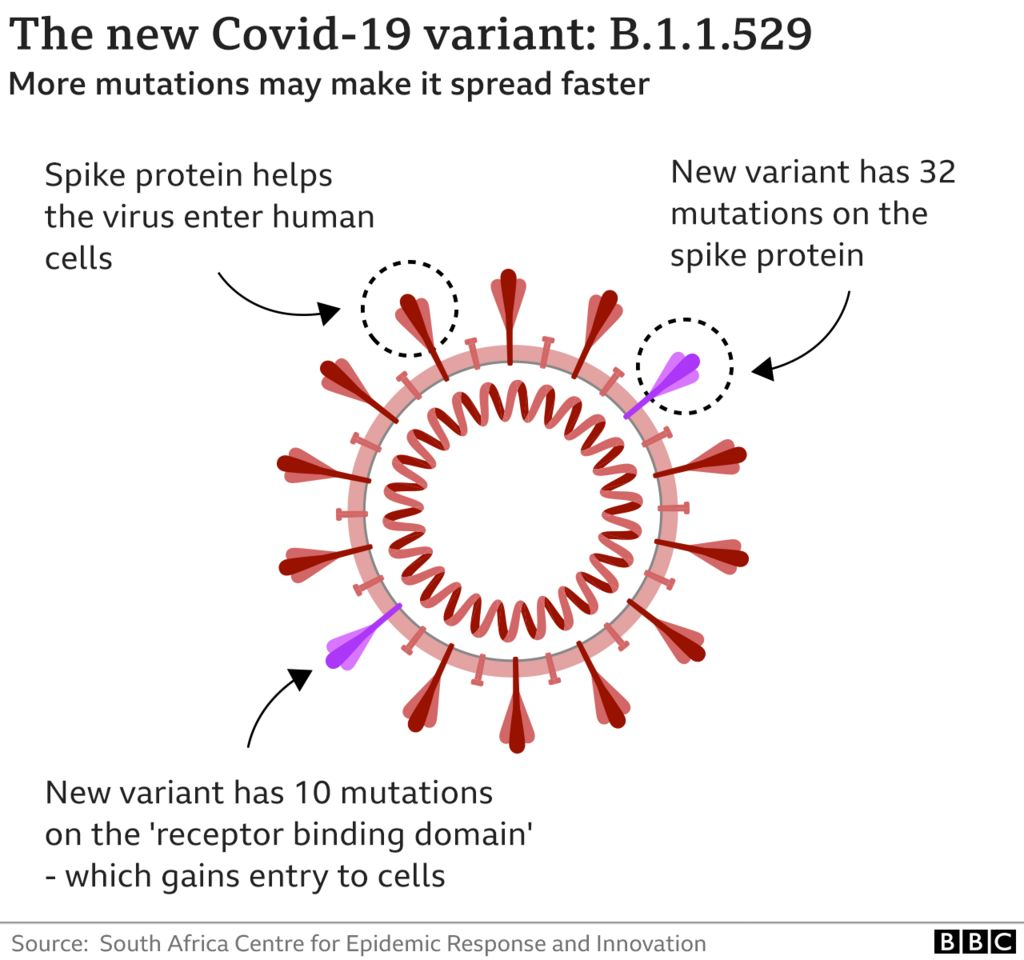 The new Covid-19 variant: B.1.1.529
More mutations may make it spread faster
Spike protein helps
the virus enter human
cells
New variant has 32
mutations on the
spike protein
New variant has 10 mutations
on the 'receptor binding domain'
- which gains entry to cells
Source: South Africa Centre for Epidemic Response and Innovation
BBC